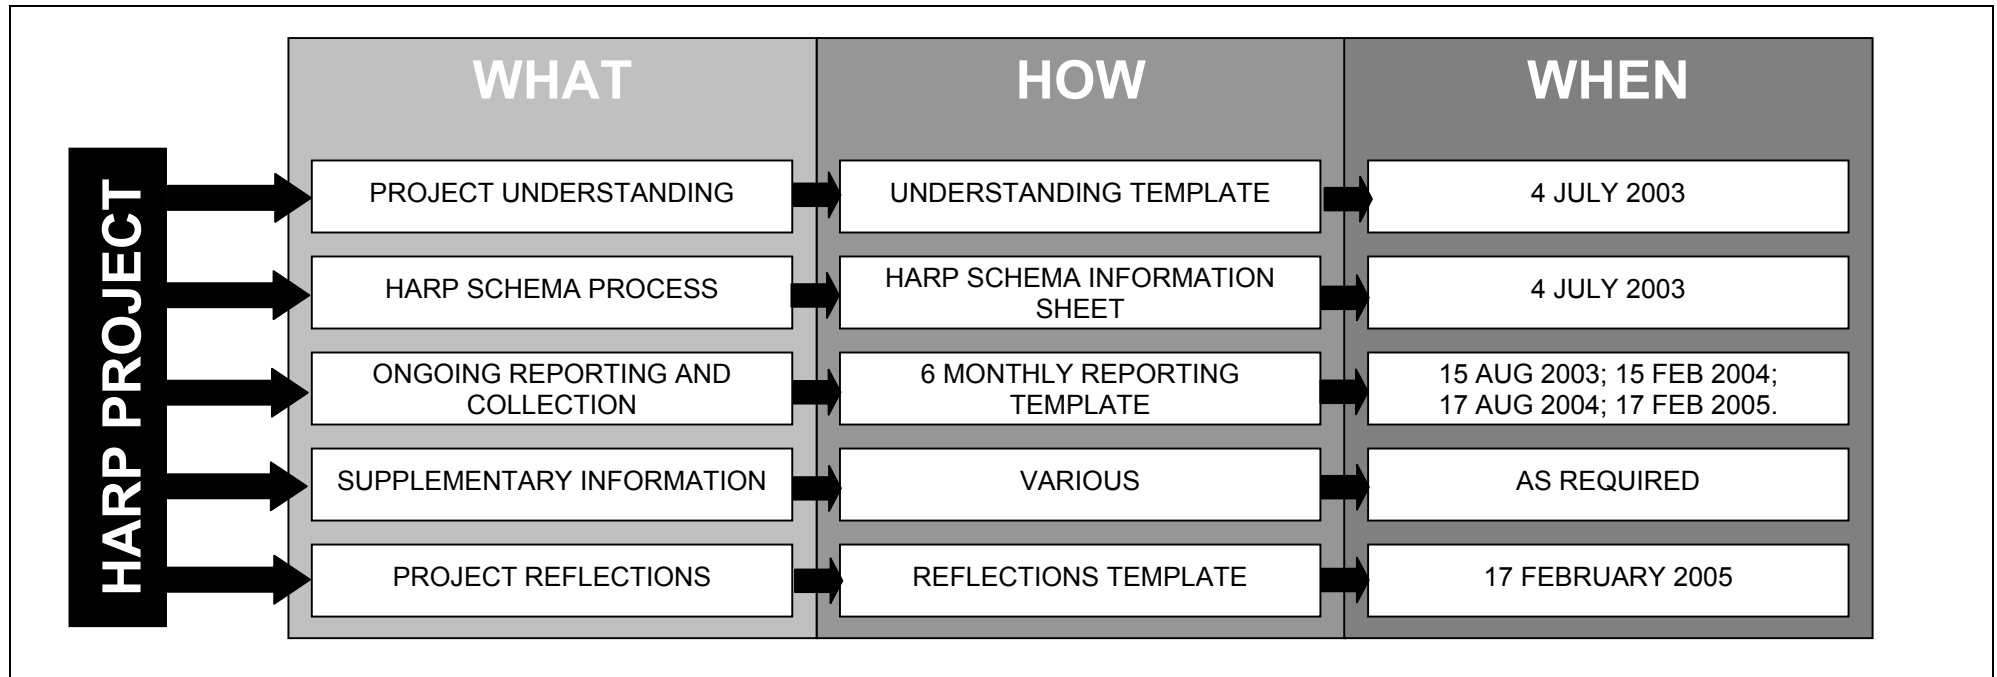 HARP PROJECT
WHAT
HOW
WHEN
PROJECT UNDERSTANDING
UNDERSTANDING TEMPLATE
4 JULY 2003
HARP SCHEMA PROCESS
HARP SCHEMA INFORMATION
SHEET
4 JULY 2003
ONGOING REPORTING AND
COLLECTION
6 MONTHLY REPORTING
TEMPLATE
15 AUG 2003; 15 FEB 2004;
17 AUG 2004; 17 FEB 2005.
SUPPLEMENTARY INFORMATION
VARIOUS
AS REQUIRED
PROJECT REFLECTIONS
REFLECTIONS TEMPLATE
17 FEBRUARY 2005